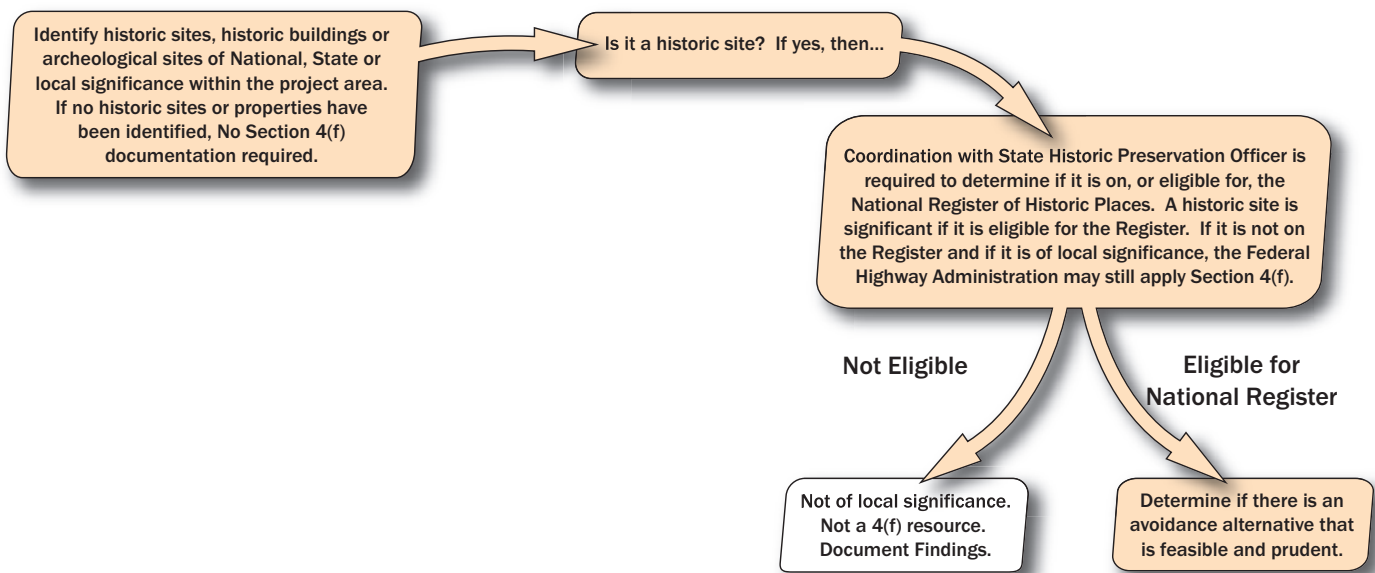 Identify historic sites, historic buildings or
archeological sites of National, State or
local significance within the project area.
If no historic sites or properties have
been identified, No Section 4(f)
documentation required.
Is it a historic site?  If yes, then...
Coordination with State Historic Preservation Officer is
required to determine if it is on, or eligible for, the
National Register of Historic Places.  A historic site is
significant if it is eligible for the Register.  If it is not on
the Register and if it is of local significance, the Federal
Highway Administration may still apply Section 4(f).
Not Eligible
Eligible for
National Register
Not of local significance.
Not a 4(f) resource.
Document Findings.
Determine if there is an
avoidance alternative that
is feasible and prudent.